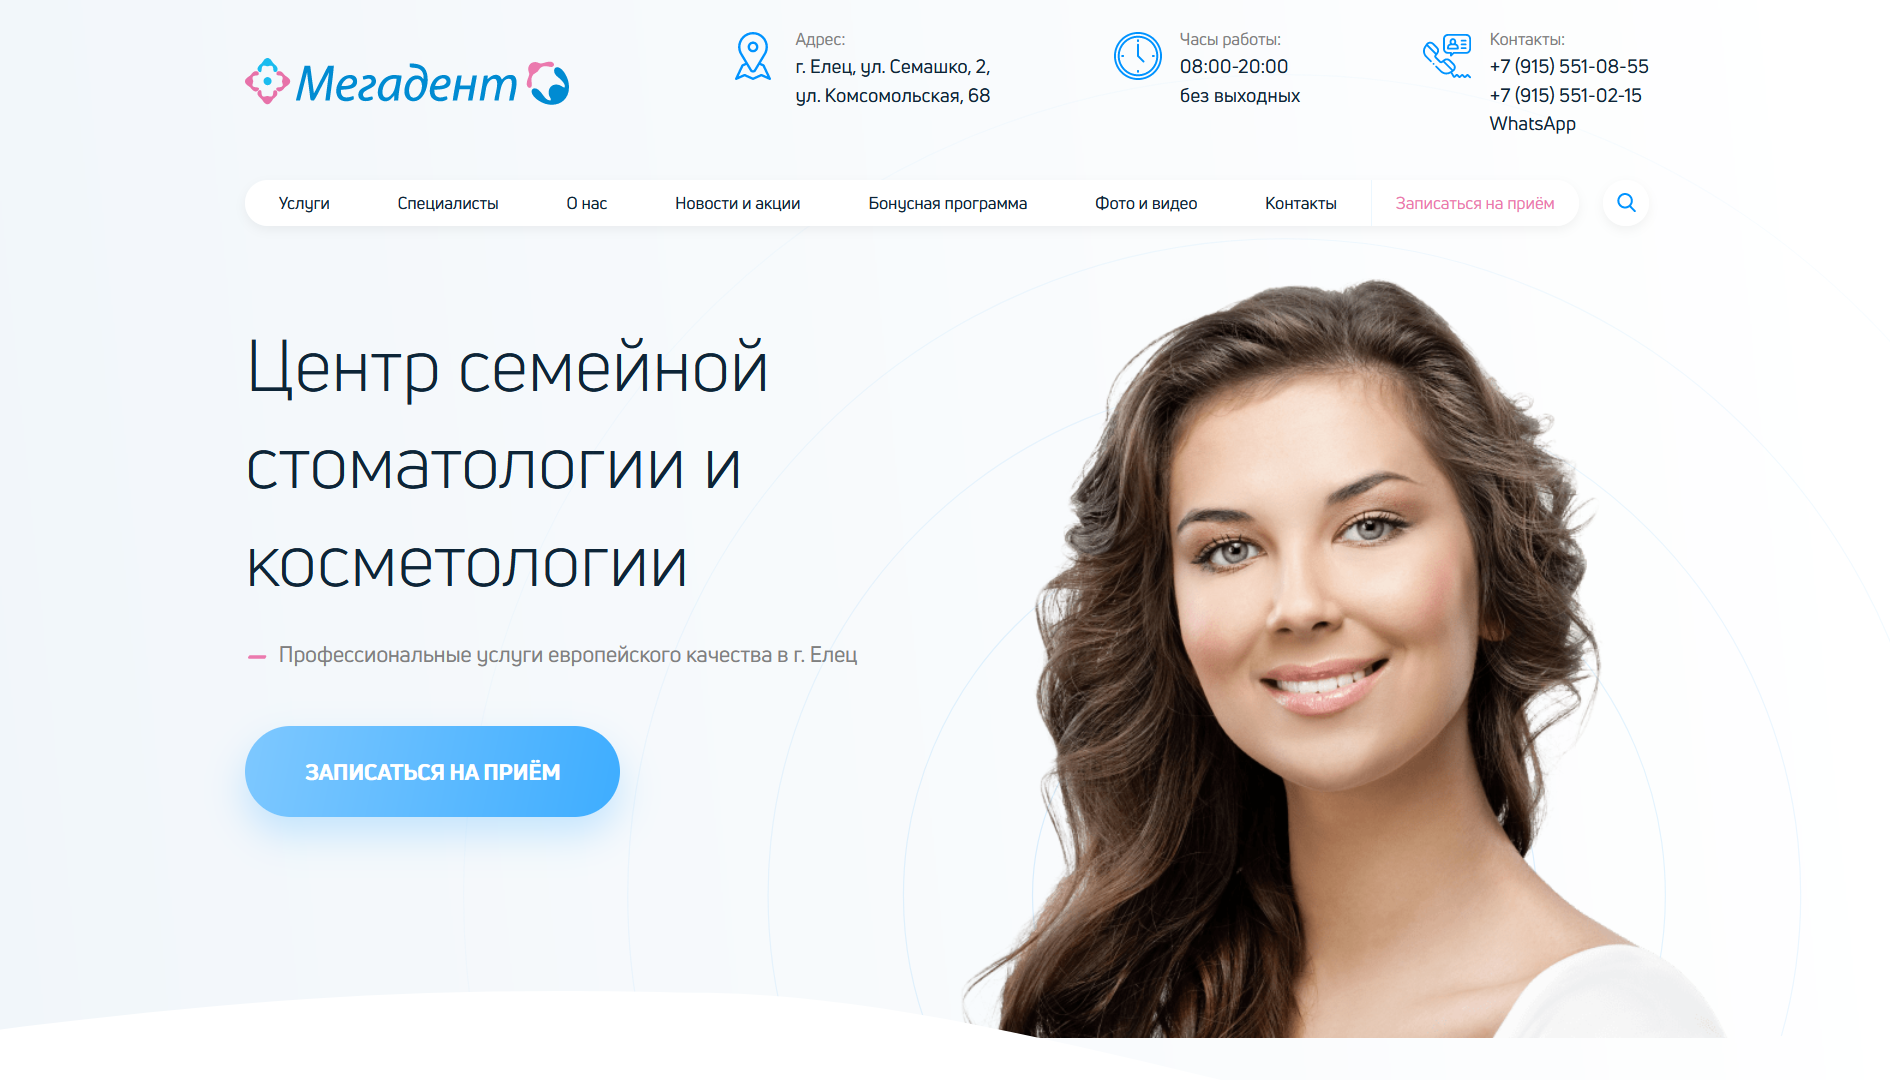 Мегадент
Адрес:
г. Елец, ул. Семашко, 2,
ул. Комсомольская, 68
Часы работы:
08:00-20:00
без выходных
Контакты:
+7 (915) 551-08-55
+7 (915) 551-02-15
WhatsApp
Услуги
Специалисты
О нас
Новости и акции
Бонусная программа
Фото и видео
Контакты
Записаться на приём
Центр семейной
стоматологии и
косметологии
Профессиональные услуги европейского качества в г. Елец
ЗАПИСАТЬСЯ НА ПРИЁМ